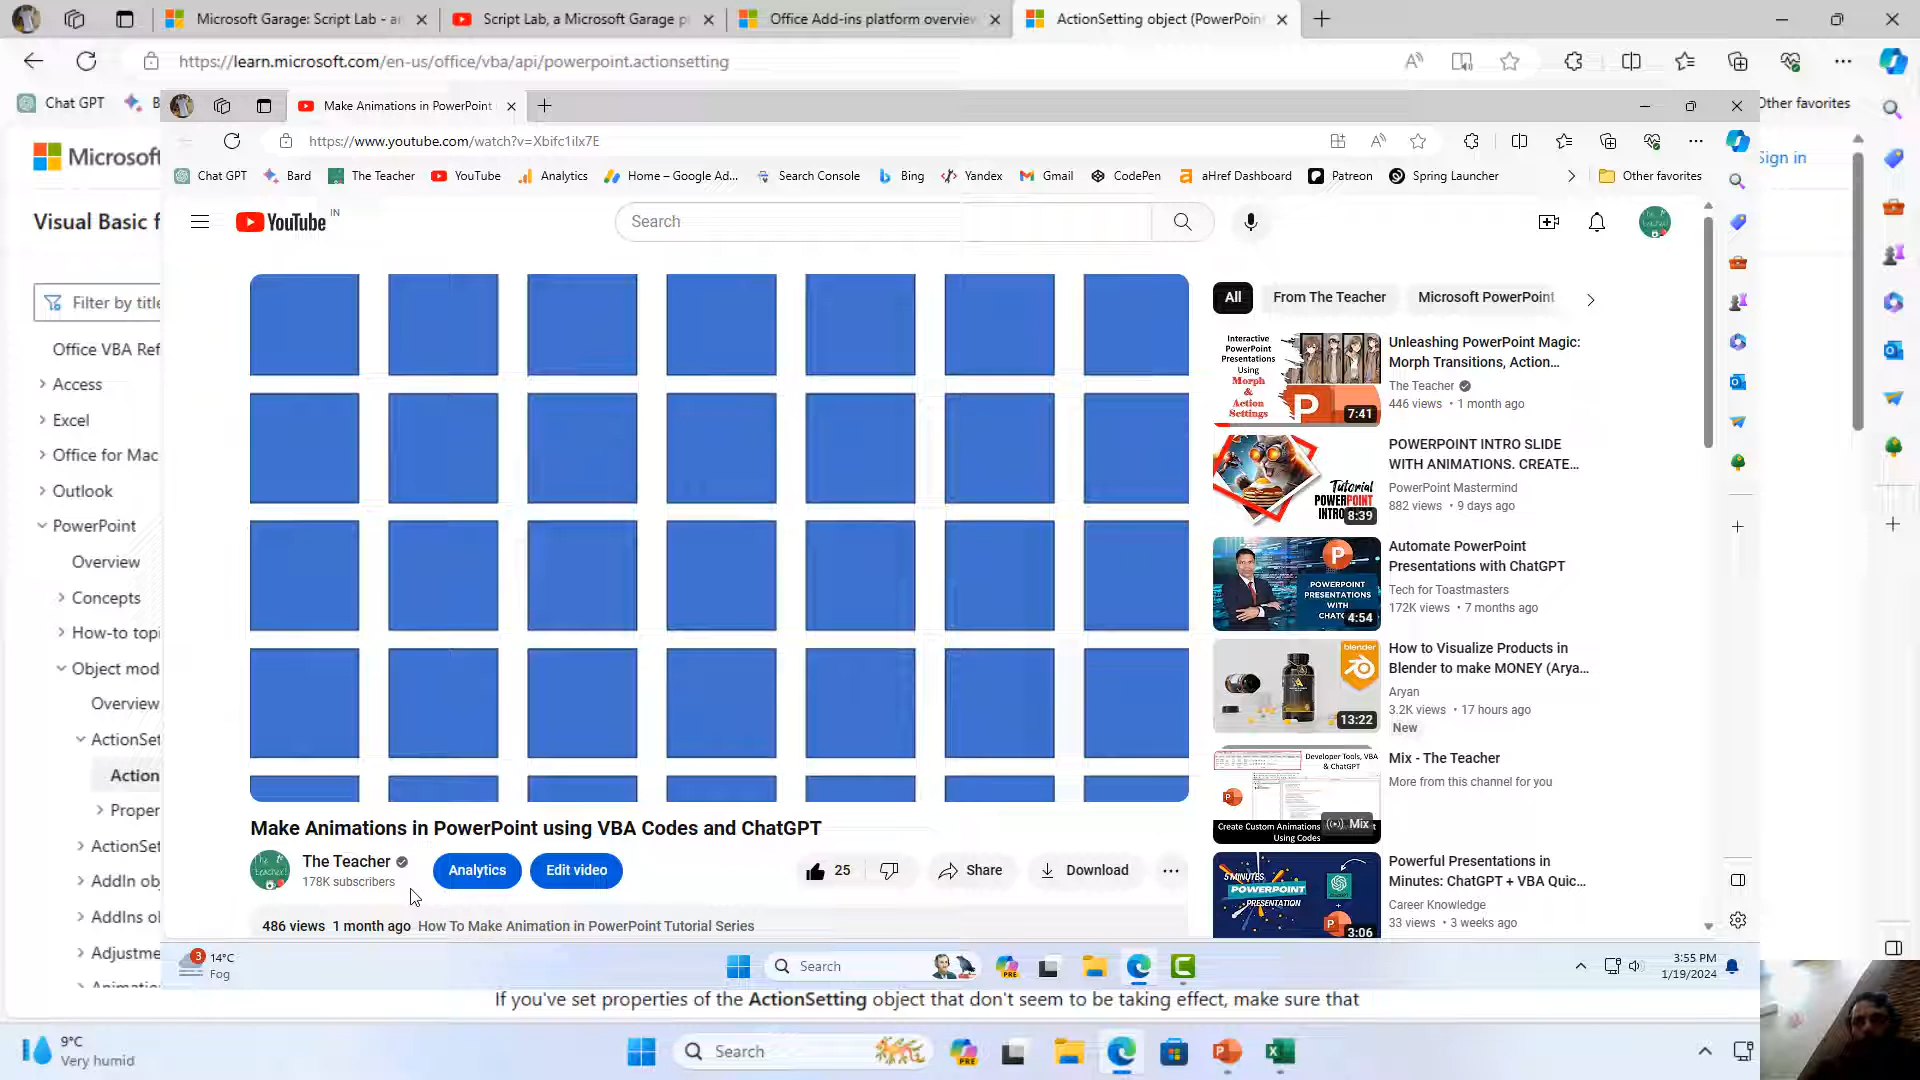 Microsoft Garage: Script Lab - a
Script Lab, a Microsoft Garage p
Office Add-ins platform overview
ActionSetting object (PowerPoin
https://learn.microsoft.com/en-us/office/vba/api/powerpoint.actionsetting
Chat GPT
B
Other favorites
Make Animations in PowerPoint
https://www.youtube.com/watch?v=Xbifc1iIx7E
Chat GPT
Bard
The Teacher
YouTube
Analytics
Home – Google Ad...
Search Console
Bing
Yandex
Gmail
CodePen
aHref Dashboard
Patreon
Spring Launcher
Other favorites
Microsoft
Sign in
Visual Basic f
Filter by title
Office VBA Ref
Access
Excel
Office for Mac
Outlook
PowerPoint
Overview
Concepts
How-to topi
Object mod
Overview
ActionSet
Action
Proper
ActionSet
AddIn ob
AddIns ol
Adjustme
Animatio
YouTube
IN
Search
All
From The Teacher
Microsoft PowerPoint
Interactive
PowerPoint
Presentations
Using
Morph
&
Action
Settings
7:41
Unleashing PowerPoint Magic:
Morph Transitions, Action...
The Teacher
446 views • 1 month ago
Tutorial
POWERPOINT
INTRO
8:39
POWERPOINT INTRO SLIDE
WITH ANIMATIONS. CREATE...
PowerPoint Mastermind
882 views • 9 days ago
POWERPOINT
PRESENTATIONS
WITH
CHATG
4:54
Automate PowerPoint
Presentations with ChatGPT
Tech for Toastmasters
172K views • 7 months ago
blender
13:22
How to Visualize Products in
Blender to make MONEY (Arya...
Aryan
3.2K views • 17 hours ago
New
Developer Tools, VBA
& ChatGPT
Create Custom Animations
Using Codes
Mix
Mix - The Teacher
More from this channel for you
5 MINUTES
POWERPOINT
PRESENTATION
3:06
Powerful Presentations in
Minutes: ChatGPT + VBA Quic...
Career Knowledge
33 views • 3 weeks ago
Make Animations in PowerPoint using VBA Codes and ChatGPT
The Teacher
178K subscribers
Analytics
Edit video
25
Share
Download
486 views 1 month ago How To Make Animation in PowerPoint Tutorial Series
3
14°C
Fog
Search
PRE
3:55 PM
1/19/2024
If you've set properties of the ActionSetting object that don't seem to be taking effect, make sure that
9°C
Very humid
Search
PRE